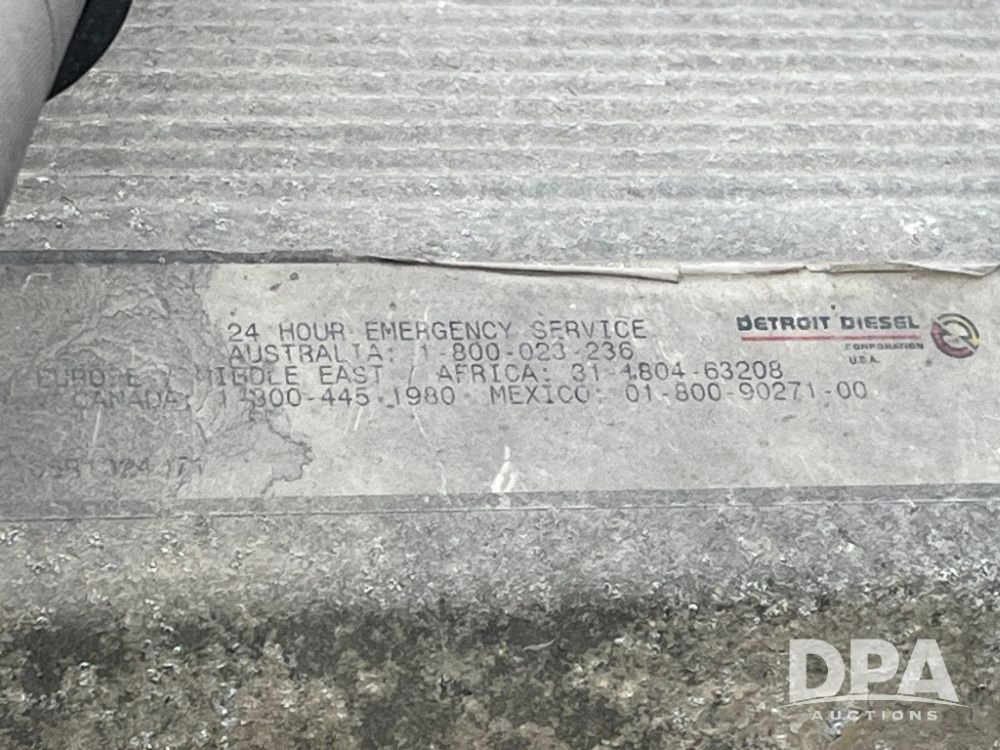 24 HOUR EMERGENCY SERVICE
DETROIT DIESEL
CORPORATION
U.S.A.
AUSTRALIA: 1-800-023-236
EUROPE / MIDDLE EAST / AFRICA: 31-1804-63208
CANADA: 1-800-445-1980 MEXICO: 01-800-90271-00
DPA
AUCTIONS